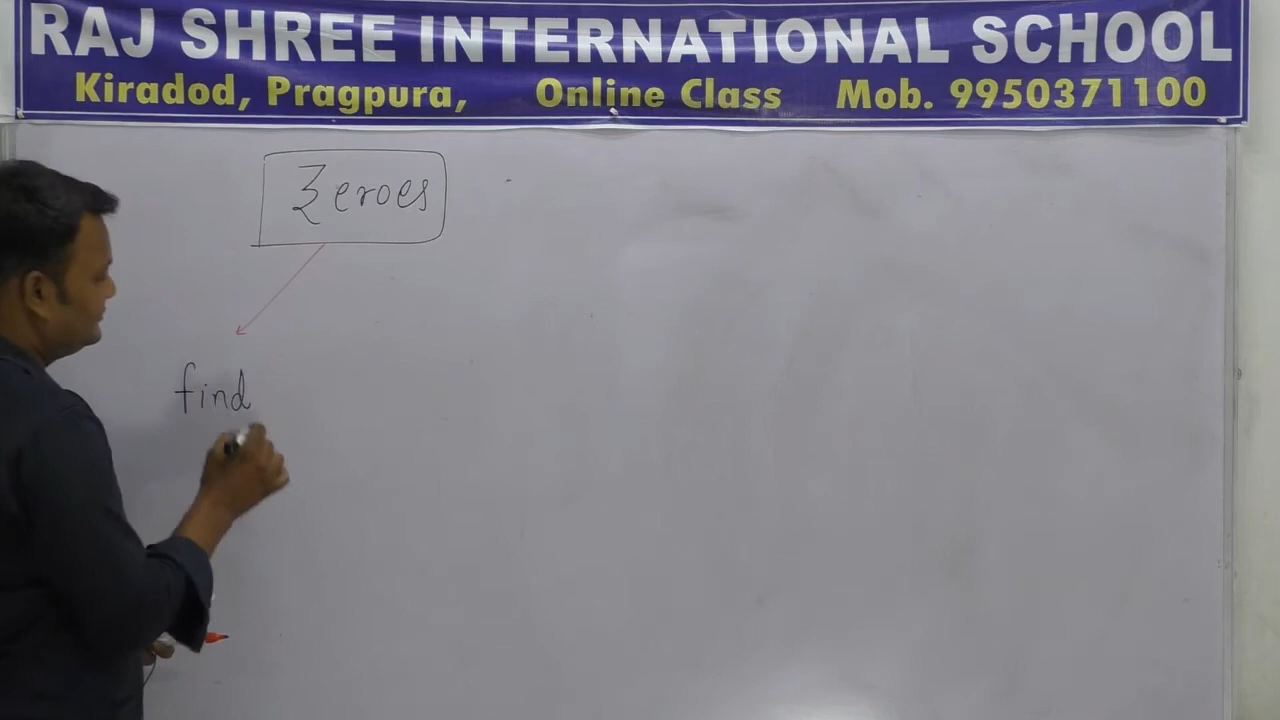 RAJ SHREE INTERNATIONAL SCHOOL
Kiradod, Pragpura, Online Class Mob. 9950371100
Zeroes
find